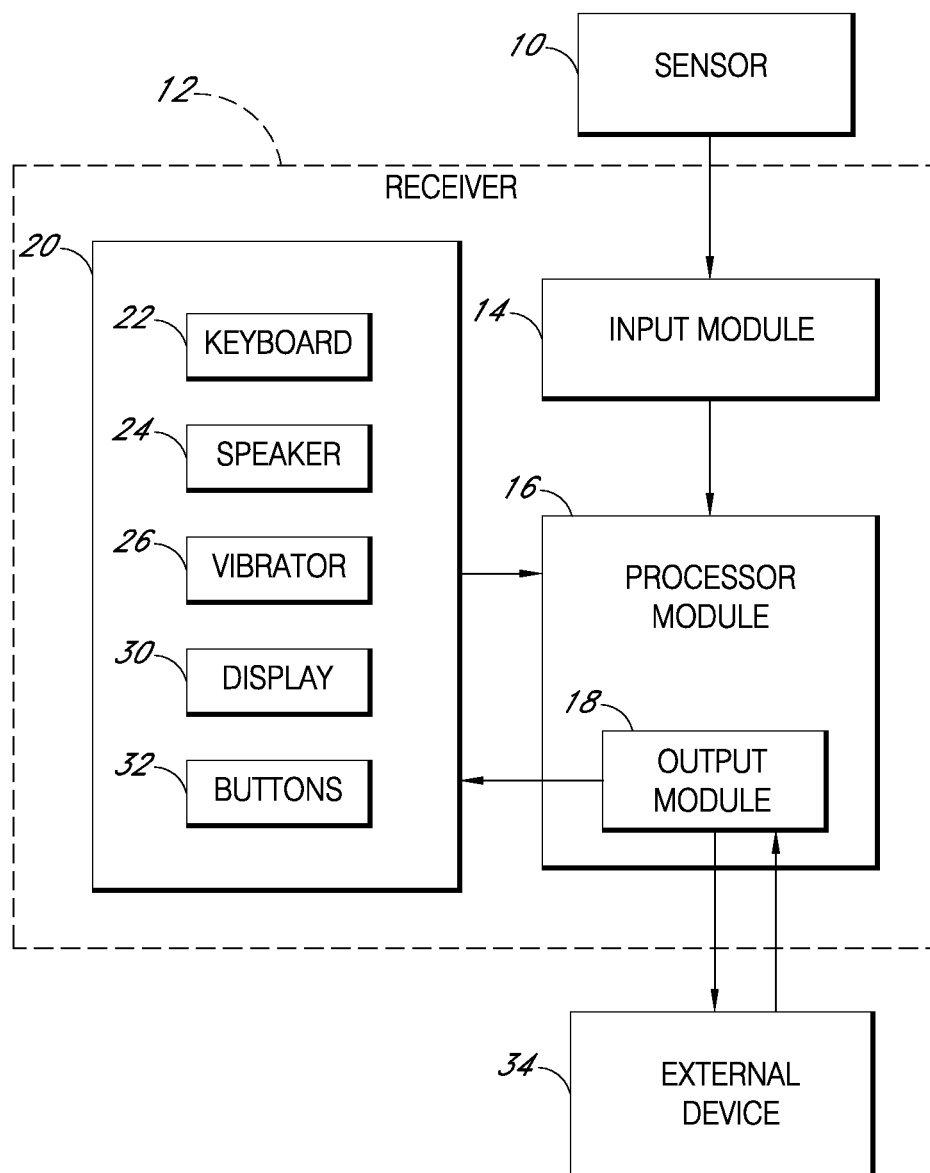 10
SENSOR
12
RECEIVER
20
22
KEYBOARD
24
SPEAKER
26
VIBRATOR
30
DISPLAY
32
BUTTONS
14
INPUT MODULE
16
PROCESSOR
MODULE
18
OUTPUT
MODULE
34
EXTERNAL
DEVICE